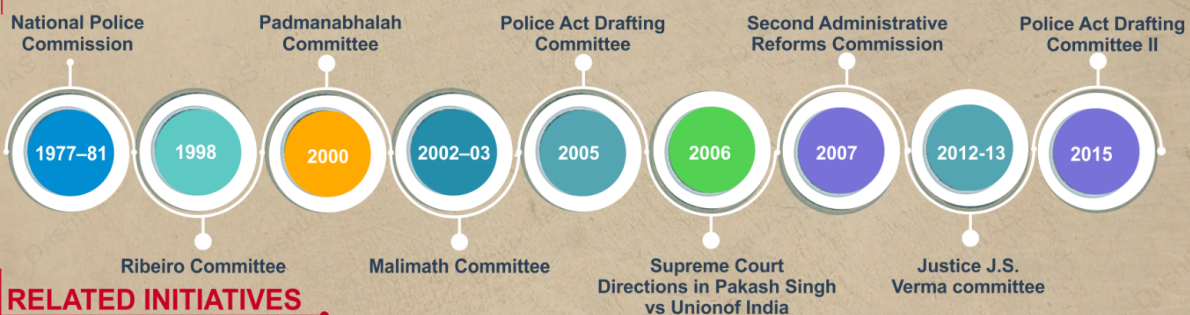 National Police
Commission
Padmanabhalah
Committee
Police Act Drafting
Committee
Second Administrative
Reforms Commission
Police Act Drafting
Committee II
1977–81
1998
2000
2002–03
2005
2006
2007
2012-13
2015
Ribeiro Committee
Malimath Committee
Supreme Court
Directions in Pakash Singh
vs Unionof India
Justice J.S.
Verma committee
RELATED INITIATIVES